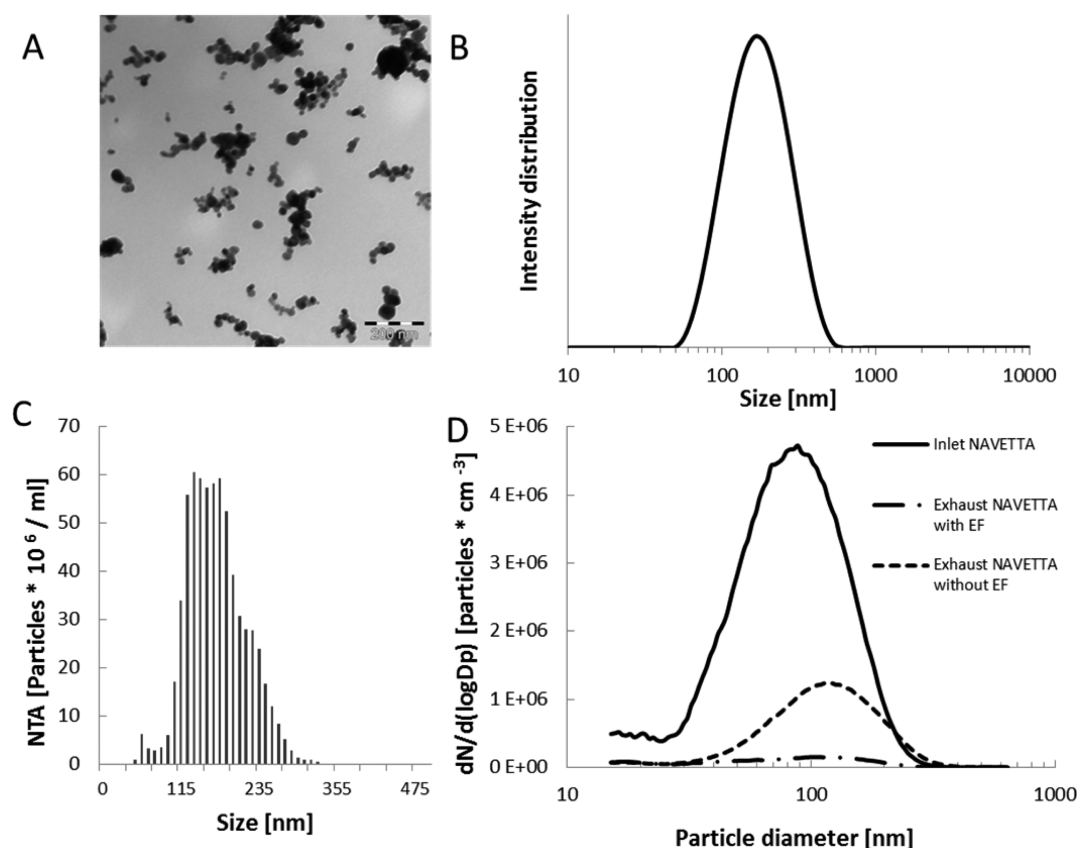 A
200 nm
B
Intensity distribution
10
100
1000
10000
Size [nm]
C
NTA [Particles * 10 6 / ml]
70
60
50
40
30
20
10
0
0
115
235
355
475
Size [nm]
D
dN/d(logDp) [particles * cm -3]
5 E+06
4 E+06
3 E+06
2 E+06
1 E+06
0 E+00
10
100
1000
Particle diameter [nm]
Inlet NAVETTA
Exhaust NAVETTA
with EF
Exhaust NAVETTA
without EF